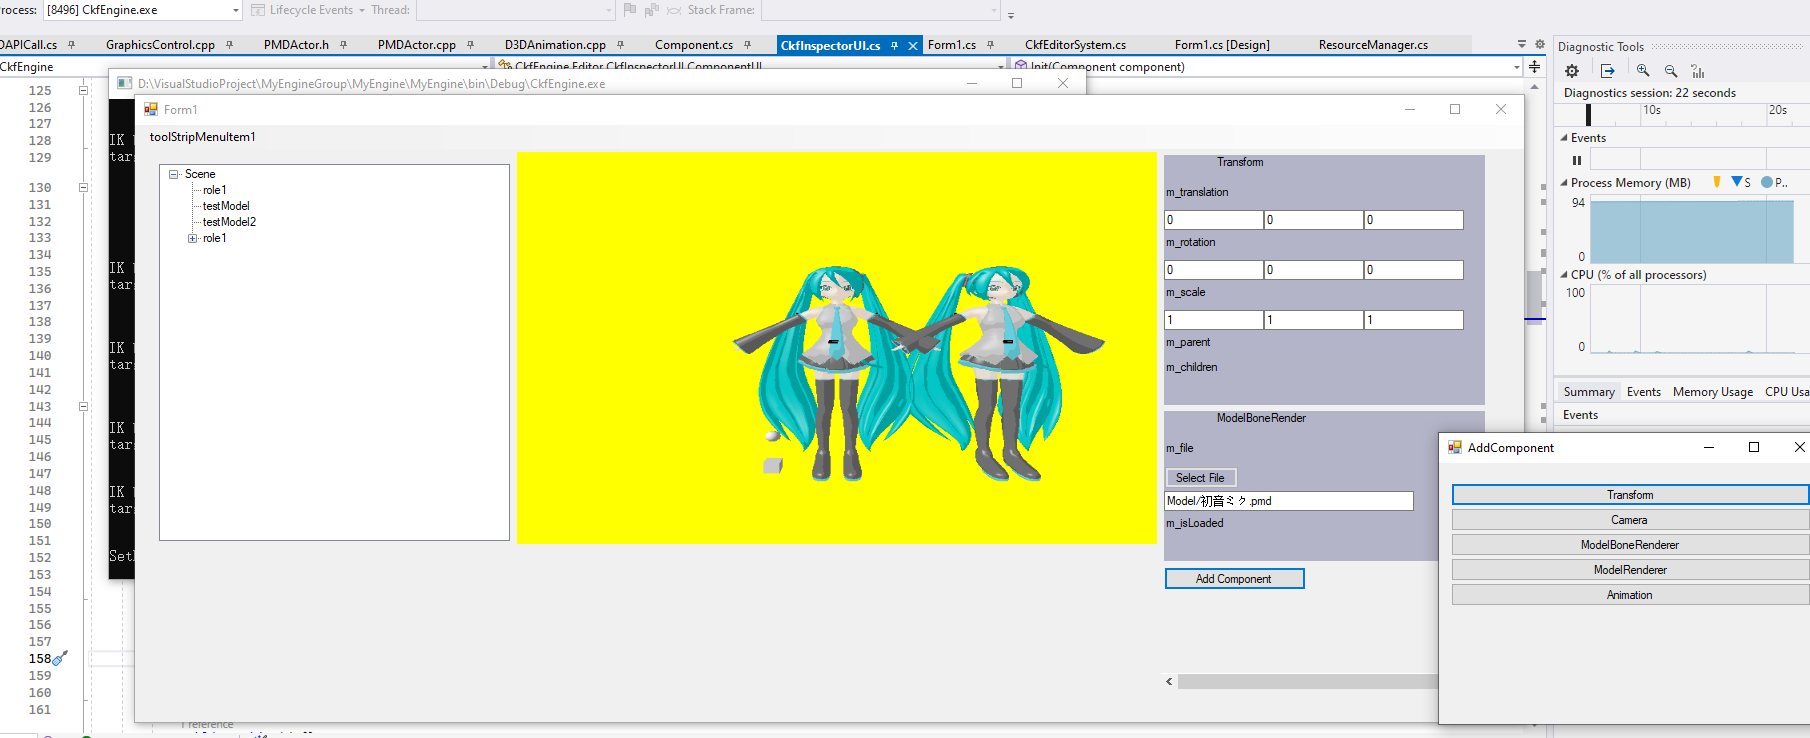 rocess: [8496] CkfEngine.exe Lifecycle Events Thread: Stack Frame:
DAPICall.cs GraphicsControl.cpp PMDActor.h PMDActor.cpp D3DAnimation.cpp Component.cs CkfInspectorUI.cs Form1.cs CkfEditorSystem.cs Form1.cs [Design] ResourceManager.cs
CkfEngine CkfEngine.Editor.CkfInspectorUI.ComponentUI Init(Component component)
D:\VisualStudioProject\MyEngineGroup\MyEngine\MyEngine\bin\Debug\CkfEngine.exe
125
126
127
128
129
130
131
132
133
134
135
136
137
138
139
140
141
142
143
144
145
146
147
148
149
150
151
152
153
154
155
156
157
158
159
160
161
IK
tar
IK
tar
IK
tar
IK
tar
IK
tar
Set
Form1
toolStripMenuItem1
Scene
role1
testModel
testModel2
role1
Transform
m_translation
0 0 0
m_rotation
0 0 0
m_scale
1 1 1
m_parent
m_children
ModelBoneRender
m_file
Select File
Model/初音ミク.pmd
m_isLoaded
Add Component
1 reference
Diagnostic Tools
Diagnostics session: 22 seconds
10s 20s
Events
Process Memory (MB) S P..
94
0
CPU (% of all processors)
100
0
Summary Events Memory Usage CPU Usa
Events
AddComponent
Transform
Camera
ModelBoneRenderer
ModelRenderer
Animation